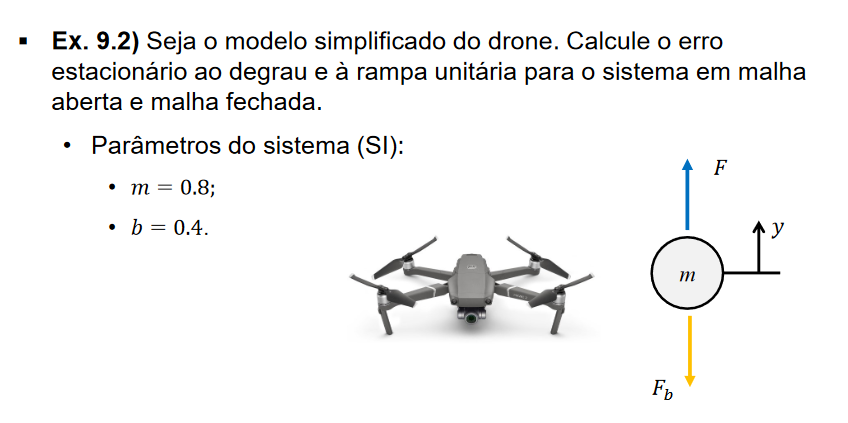 ▪ Ex. 9.2) Seja o modelo simplificado do drone. Calcule o erro
estacionário ao degrau e à rampa unitária para o sistema em malha
aberta e malha fechada.
• Parâmetros do sistema (SI):
• m = 0.8;
• b = 0.4.
F
y
m
F_b